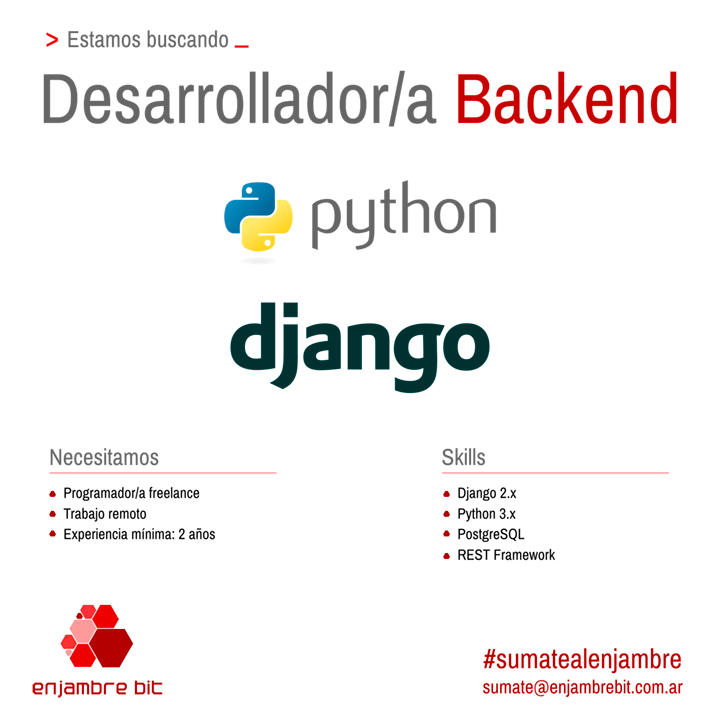 > Estamos buscando _
Desarrollador/a Backend
python
django
Necesitamos
Programador/a freelance
Trabajo remoto
Experiencia mínima: 2 años
Skills
Django 2.x
Python 3.x
PostgreSQL
REST Framework
enjambre bit
#sumatealenjambre
sumate@enjambrebit.com.ar